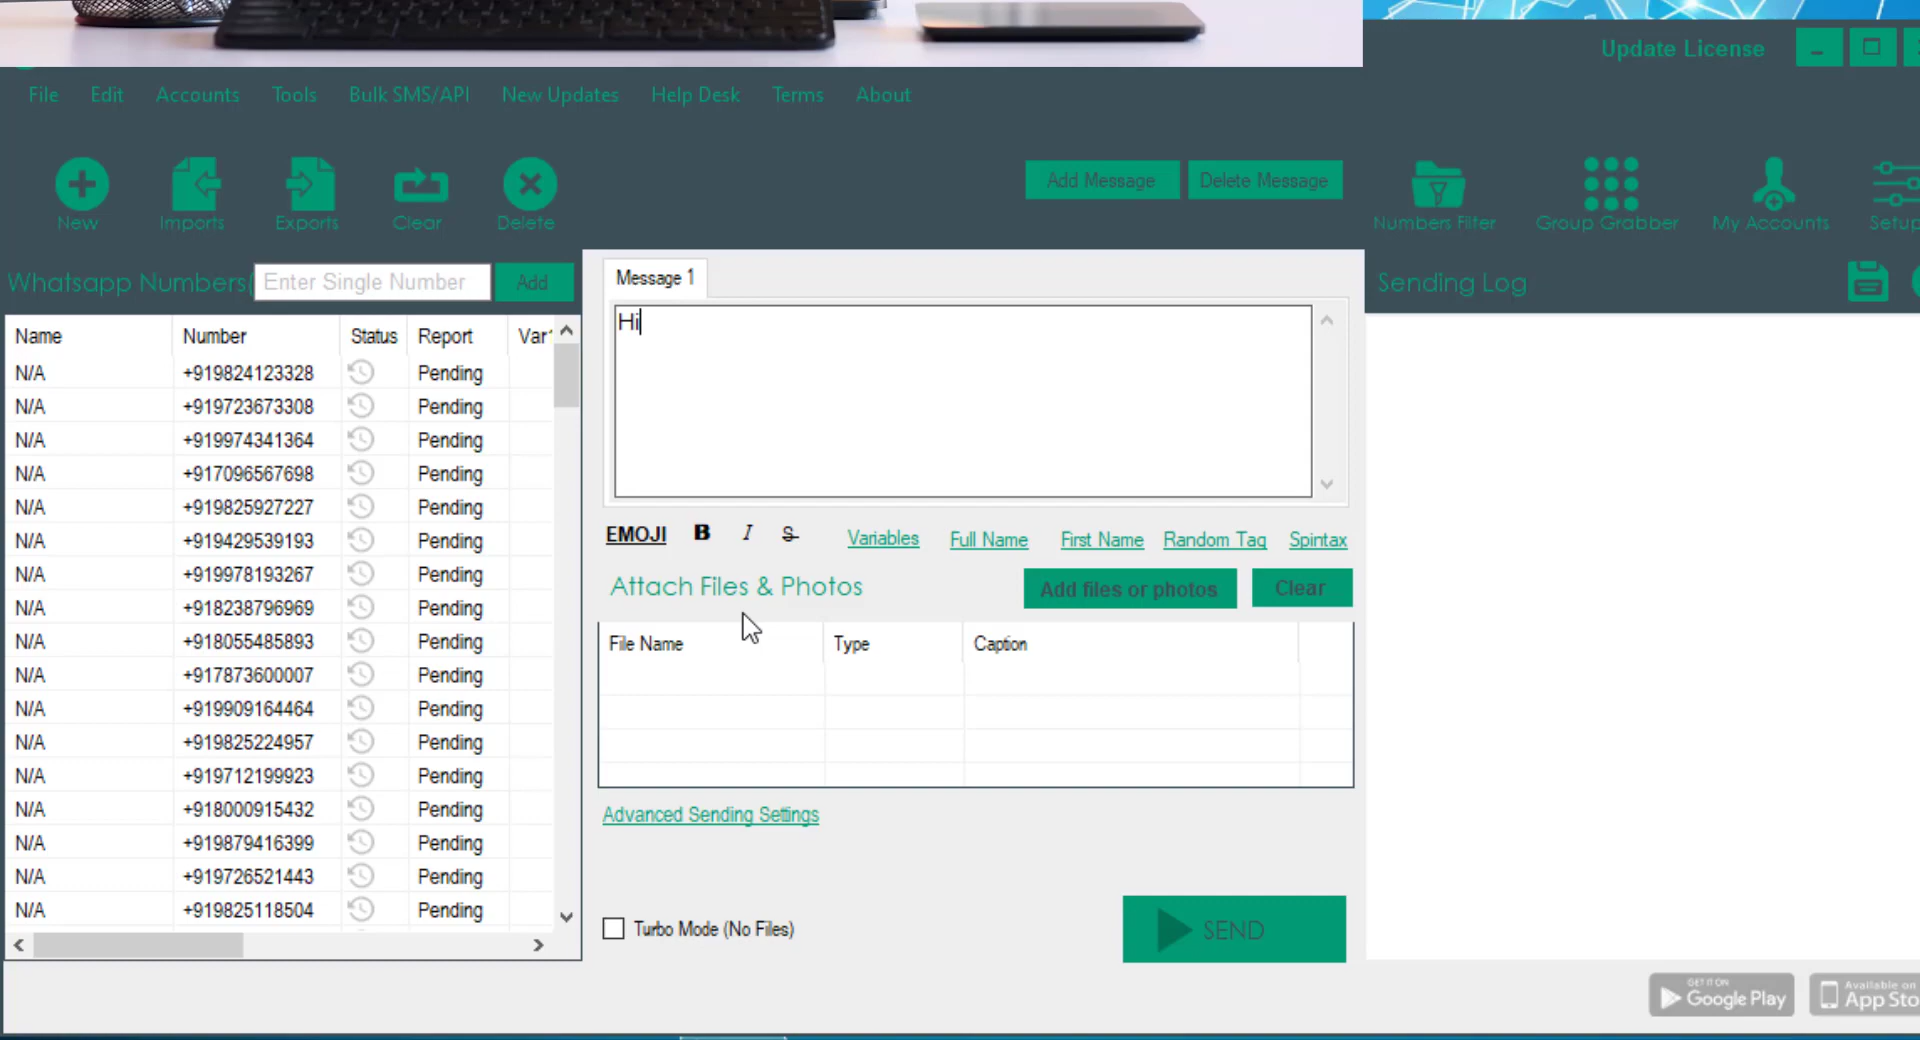 Update License
File Edit Accounts Tools Bulk SMS/API New Updates Help Desk Terms About
New Imports Exports Clear Delete
Add Message Delete Message
Numbers Filter Group Grabber My Accounts Setup
Whatsapp Numbers( Enter Single Number Add
Message 1
Sending Log
Hi
Name Number Status Report Var1
N/A +919824123328 Pending
N/A +919723673308 Pending
N/A +919974341364 Pending
N/A +917096567698 Pending
N/A +919825927227 Pending
N/A +919429539193 Pending
N/A +919978193267 Pending
N/A +918238796969 Pending
N/A +918055485893 Pending
N/A +917873600007 Pending
N/A +919909164464 Pending
N/A +919825224957 Pending
N/A +919712199923 Pending
N/A +918000915432 Pending
N/A +919879416399 Pending
N/A +919726521443 Pending
N/A +919825118504 Pending
EMOJI B I S Variables Full Name First Name Random Tag Spintax
Attach Files & Photos Add files or photos Clear
File Name Type Caption
Advanced Sending Settings
Turbo Mode (No Files) SEND
GET IT ON
Google Play
Available on
App Sto